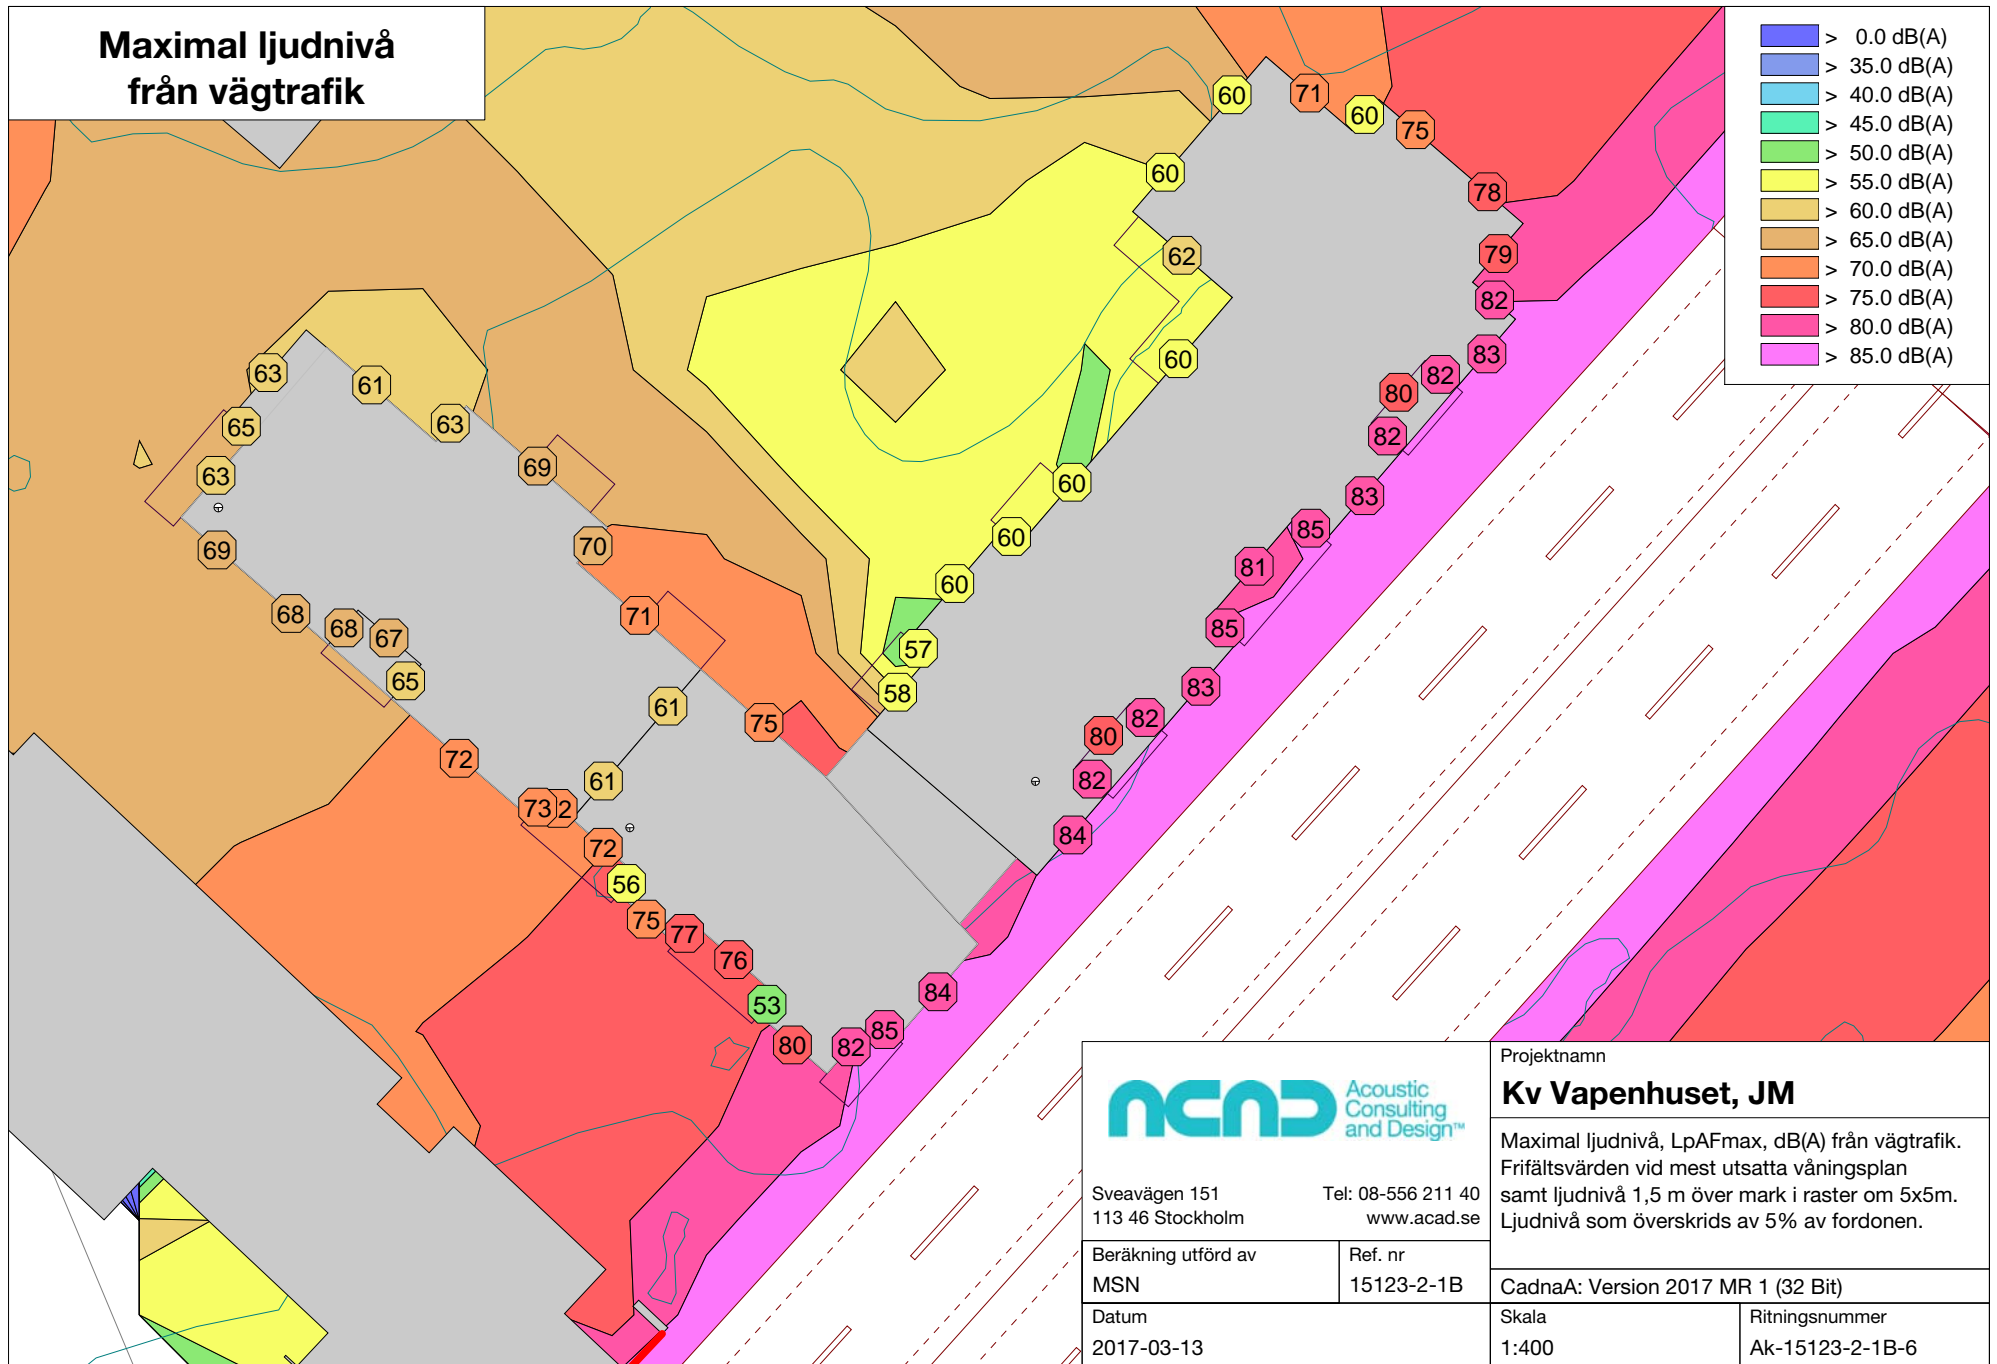 Maximal ljudnivå
från vägtrafik
> 0.0 dB(A)
> 35.0 dB(A)
> 40.0 dB(A)
> 45.0 dB(A)
> 50.0 dB(A)
> 55.0 dB(A)
> 60.0 dB(A)
> 65.0 dB(A)
> 70.0 dB(A)
> 75.0 dB(A)
> 80.0 dB(A)
> 85.0 dB(A)
60
71
60
75
60
78
62
79
82
60
83
82
80
82
63
61
65
63
63
69
60
83
60
85
69
70
81
60
68
71
68
67
57
85
65
58
83
61
75
82
80
72
61
82
73
2
72
84
56
75
77
76
53
84
85
80
82
ACAD
Acoustic
Consulting
and Design™
Sveavägen 151
113 46 Stockholm
Tel: 08-556 211 40
www.acad.se
Projektnamn
Kv Vapenhuset, JM
Maximal ljudnivå, LpAFmax, dB(A) från vägtrafik.
Frifältsvärden vid mest utsatta våningsplan
samt ljudnivå 1,5 m över mark i raster om 5x5m.
Ljudnivå som överskrids av 5% av fordonen.
Beräkning utförd av
MSN
Ref. nr
15123-2-1B
CadnaA: Version 2017 MR 1 (32 Bit)
Datum
2017-03-13
Skala
1:400
Ritningsnummer
Ak-15123-2-1B-6